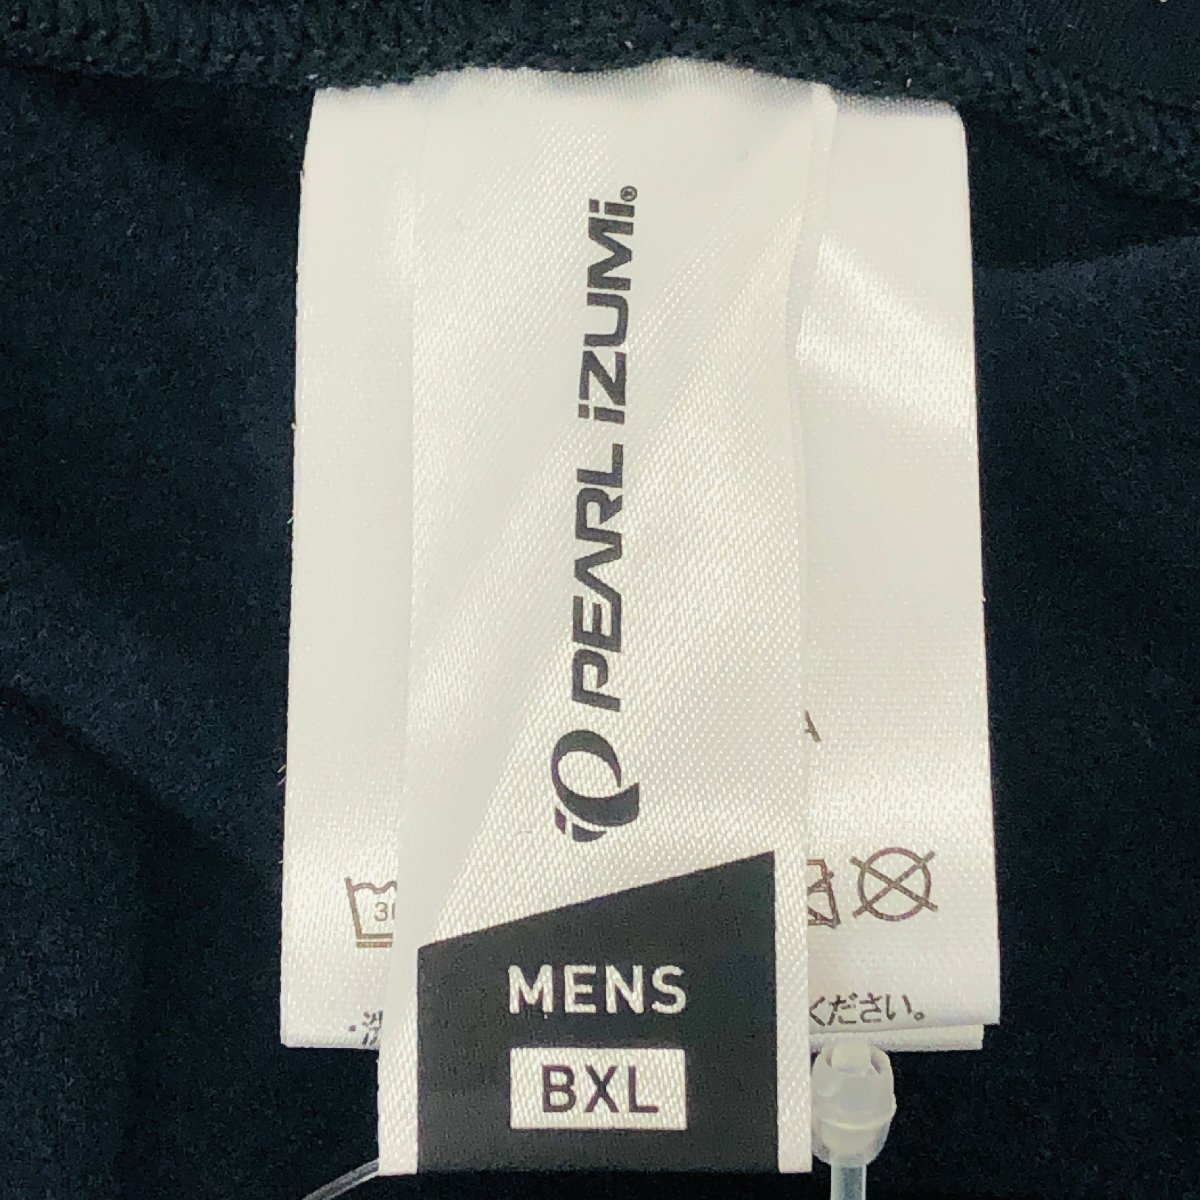 PEARL iZUMi®
MENS
BXL
ください。